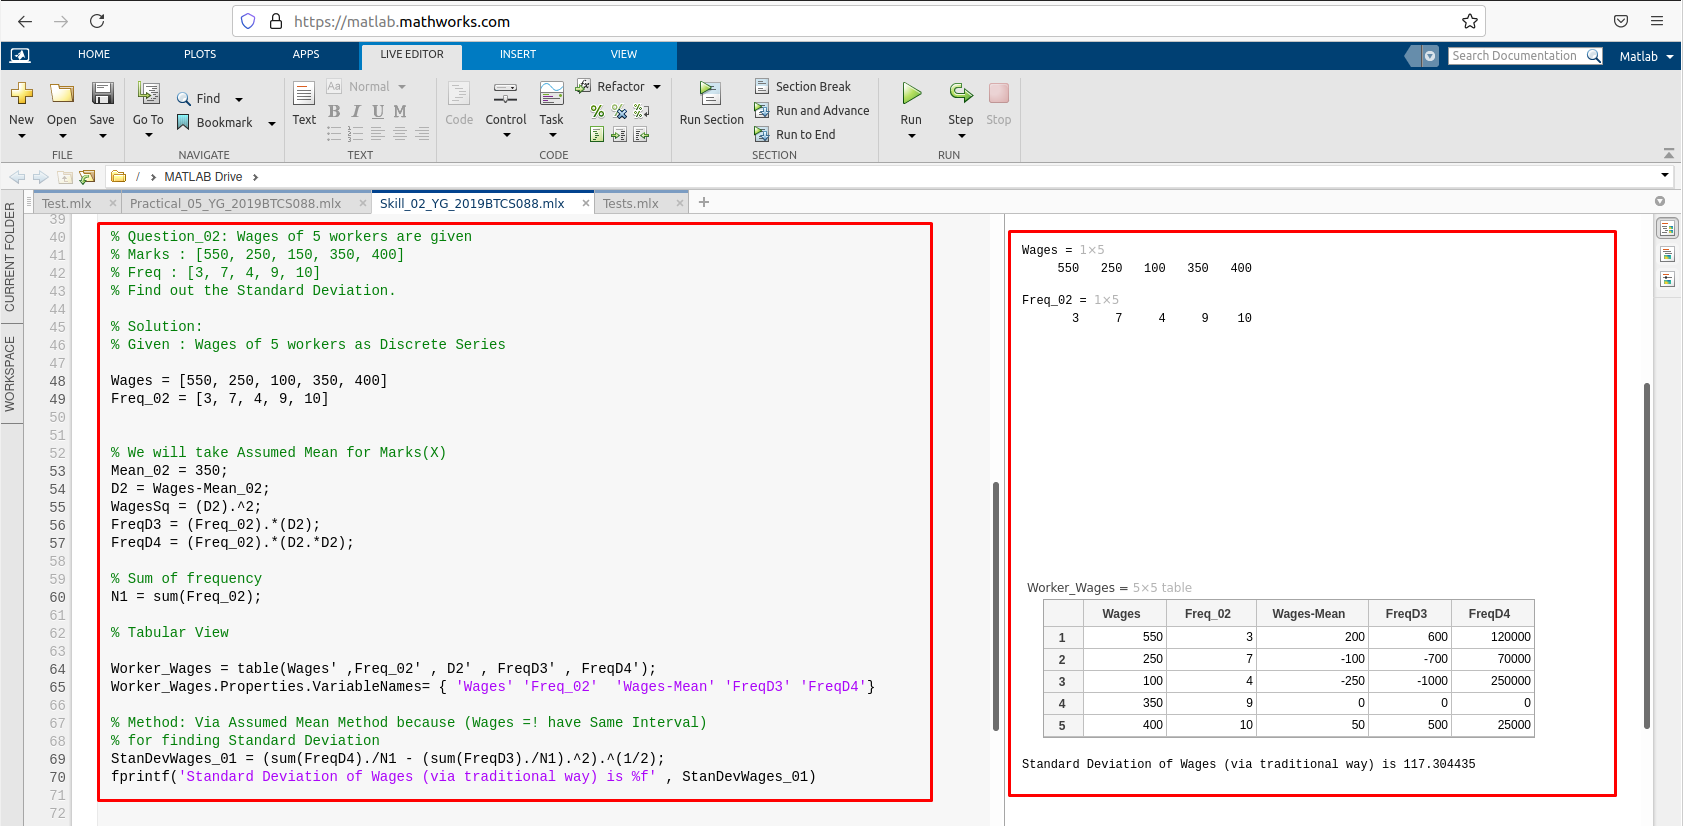 https://matlab.mathworks.com
HOME PLOTS APPS LIVE EDITOR INSERT VIEW Search Documentation Matlab
New Open Save Go To Find Bookmark Text Aa Normal B I U M Code Control Task Refactor Run Section Section Break Run and Advance Run to End Run Step Stop
FILE NAVIGATE TEXT CODE SECTION RUN
/ › MATLAB Drive ›
Test.mlx × Practical_05_YG_2019BTCS088.mlx × Skill_02_YG_2019BTCS088.mlx × Tests.mlx × +
CURRENT FOLDER
WORKSPACE
39
40 % Question_02: Wages of 5 workers are given
41 % Marks : [550, 250, 150, 350, 400]
42 % Freq : [3, 7, 4, 9, 10]
43 % Find out the Standard Deviation.
44
45 % Solution:
46 % Given : Wages of 5 workers as Discrete Series
47
48 Wages = [550, 250, 100, 350, 400]
49 Freq_02 = [3, 7, 4, 9, 10]
50
51
52 % We will take Assumed Mean for Marks(X)
53 Mean_02 = 350;
54 D2 = Wages-Mean_02;
55 WagesSq = (D2).^2;
56 FreqD3 = (Freq_02).*(D2);
57 FreqD4 = (Freq_02).*(D2.*D2);
58
59 % Sum of frequency
60 N1 = sum(Freq_02);
61
62 % Tabular View
63
64 Worker_Wages = table(Wages' ,Freq_02' , D2' , FreqD3' , FreqD4');
65 Worker_Wages.Properties.VariableNames= { 'Wages' 'Freq_02'  'Wages-Mean' 'FreqD3' 'FreqD4'}
66
67 % Method: Via Assumed Mean Method because (Wages =! have Same Interval)
68 % for finding Standard Deviation
69 StanDevWages_01 = (sum(FreqD4)./N1 - (sum(FreqD3)./N1).^2).^(1/2);
70 fprintf('Standard Deviation of Wages (via traditional way) is %f' , StanDevWages_01)
71
72
Wages = 1×5
550 250 100 350 400
Freq_02 = 1×5
3 7 4 9 10
Worker_Wages = 5×5 table
Wages Freq_02 Wages-Mean FreqD3 FreqD4
1 550 3 200 600 120000
2 250 7 -100 -700 70000
3 100 4 -250 -1000 250000
4 350 9 0 0 0
5 400 10 50 500 25000
Standard Deviation of Wages (via traditional way) is 117.304435